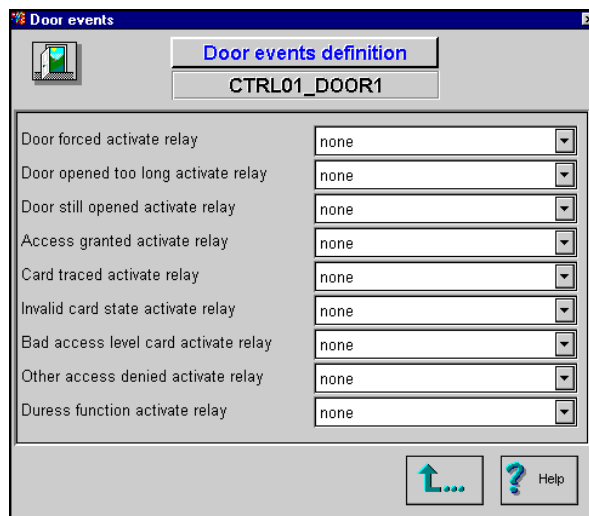 Door events
Door events definition
CTRL01_DOOR1
Door forced activate relay none
Door opened too long activate relay none
Door still opened activate relay none
Access granted activate relay none
Card traced activate relay none
Invalid card state activate relay none
Bad access level card activate relay none
Other access denied activate relay none
Duress function activate relay none
... ? Help